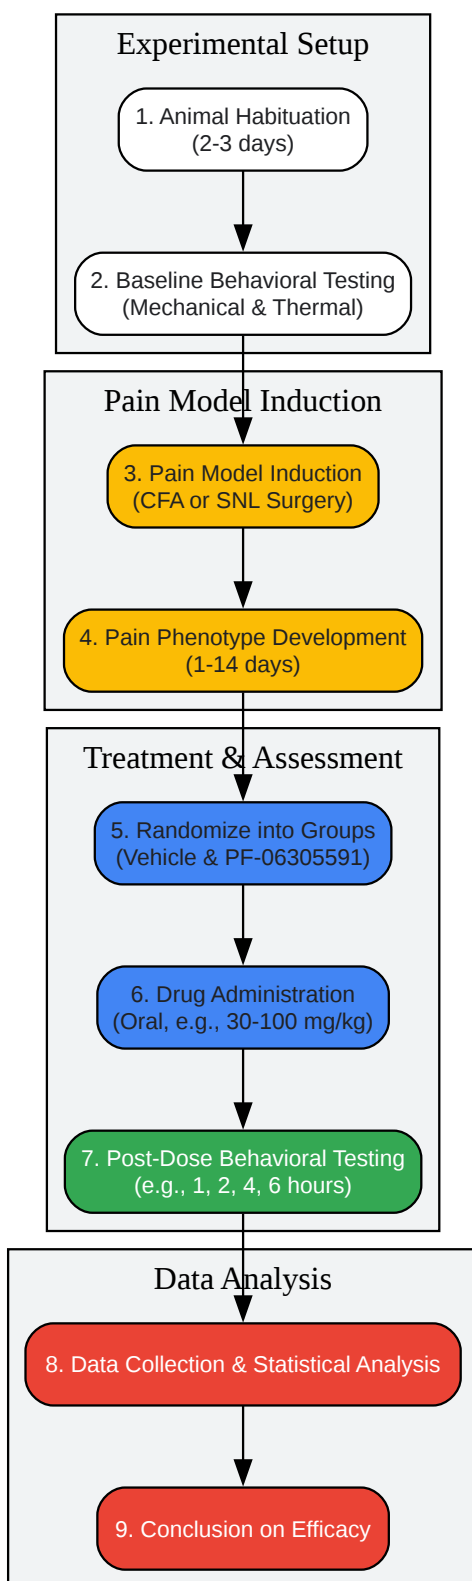 Experimental Setup
1. Animal Habituation
(2-3 days)
2. Baseline Behavioral Testing
(Mechanical & Thermal)
Pain Model Induction
3. Pain Model Induction
(CFA or SNL Surgery)
4. Pain Phenotype Development
(1-14 days)
Treatment & Assessment
5. Randomize into Groups
(Vehicle & PF-06305591)
6. Drug Administration
(Oral, e.g., 30-100 mg/kg)
7. Post-Dose Behavioral Testing
(e.g., 1, 2, 4, 6 hours)
Data Analysis
8. Data Collection & Statistical Analysis
9. Conclusion on Efficacy